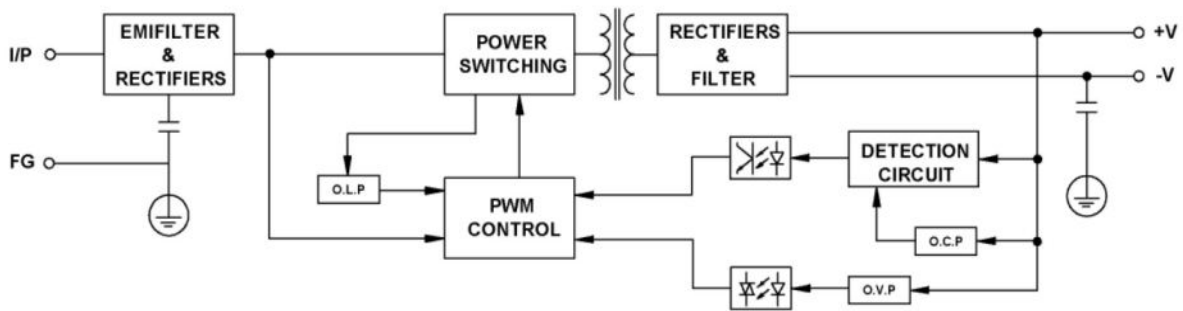 I/P
EMIFILTER
&
RECTIFIERS
POWER
SWITCHING
RECTIFIERS
&
FILTER
+V
-V
FG
O.L.P
PWM
CONTROL
DETECTION
CIRCUIT
O.C.P
O.V.P